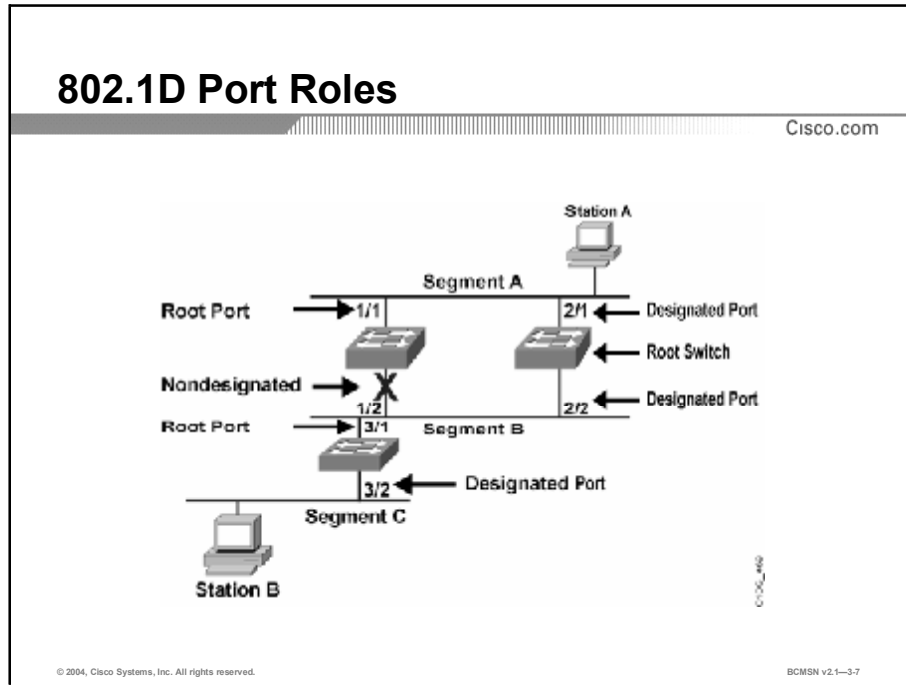 802.1D Port Roles
Cisco.com
Station A
Segment A
Root Port
1/1
2/1
Designated Port
Root Switch
Nondesignated
1/2
2/2
Designated Port
Root Port
3/1
Segment B
3/2
Designated Port
Segment C
Station B
© 2004, Cisco Systems, Inc. All rights reserved.
BCMSN v2.1—3-7